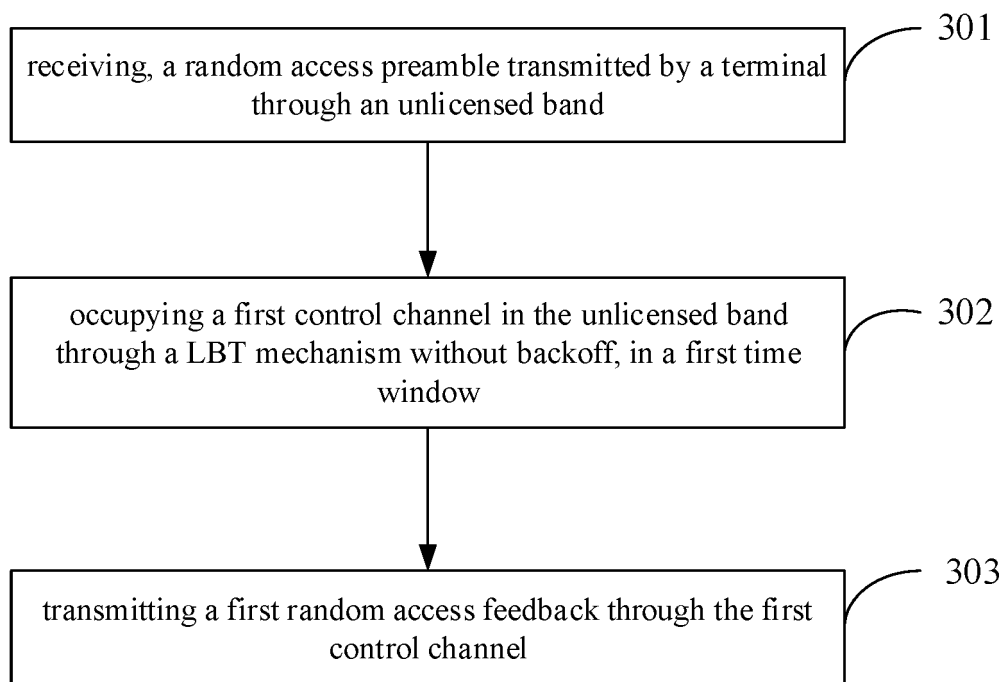 301
receiving, a random access preamble transmitted by a terminal
through an unlicensed band
302
occupying a first control channel in the unlicensed band
through a LBT mechanism without backoff, in a first time
window
303
transmitting a first random access feedback through the first
control channel